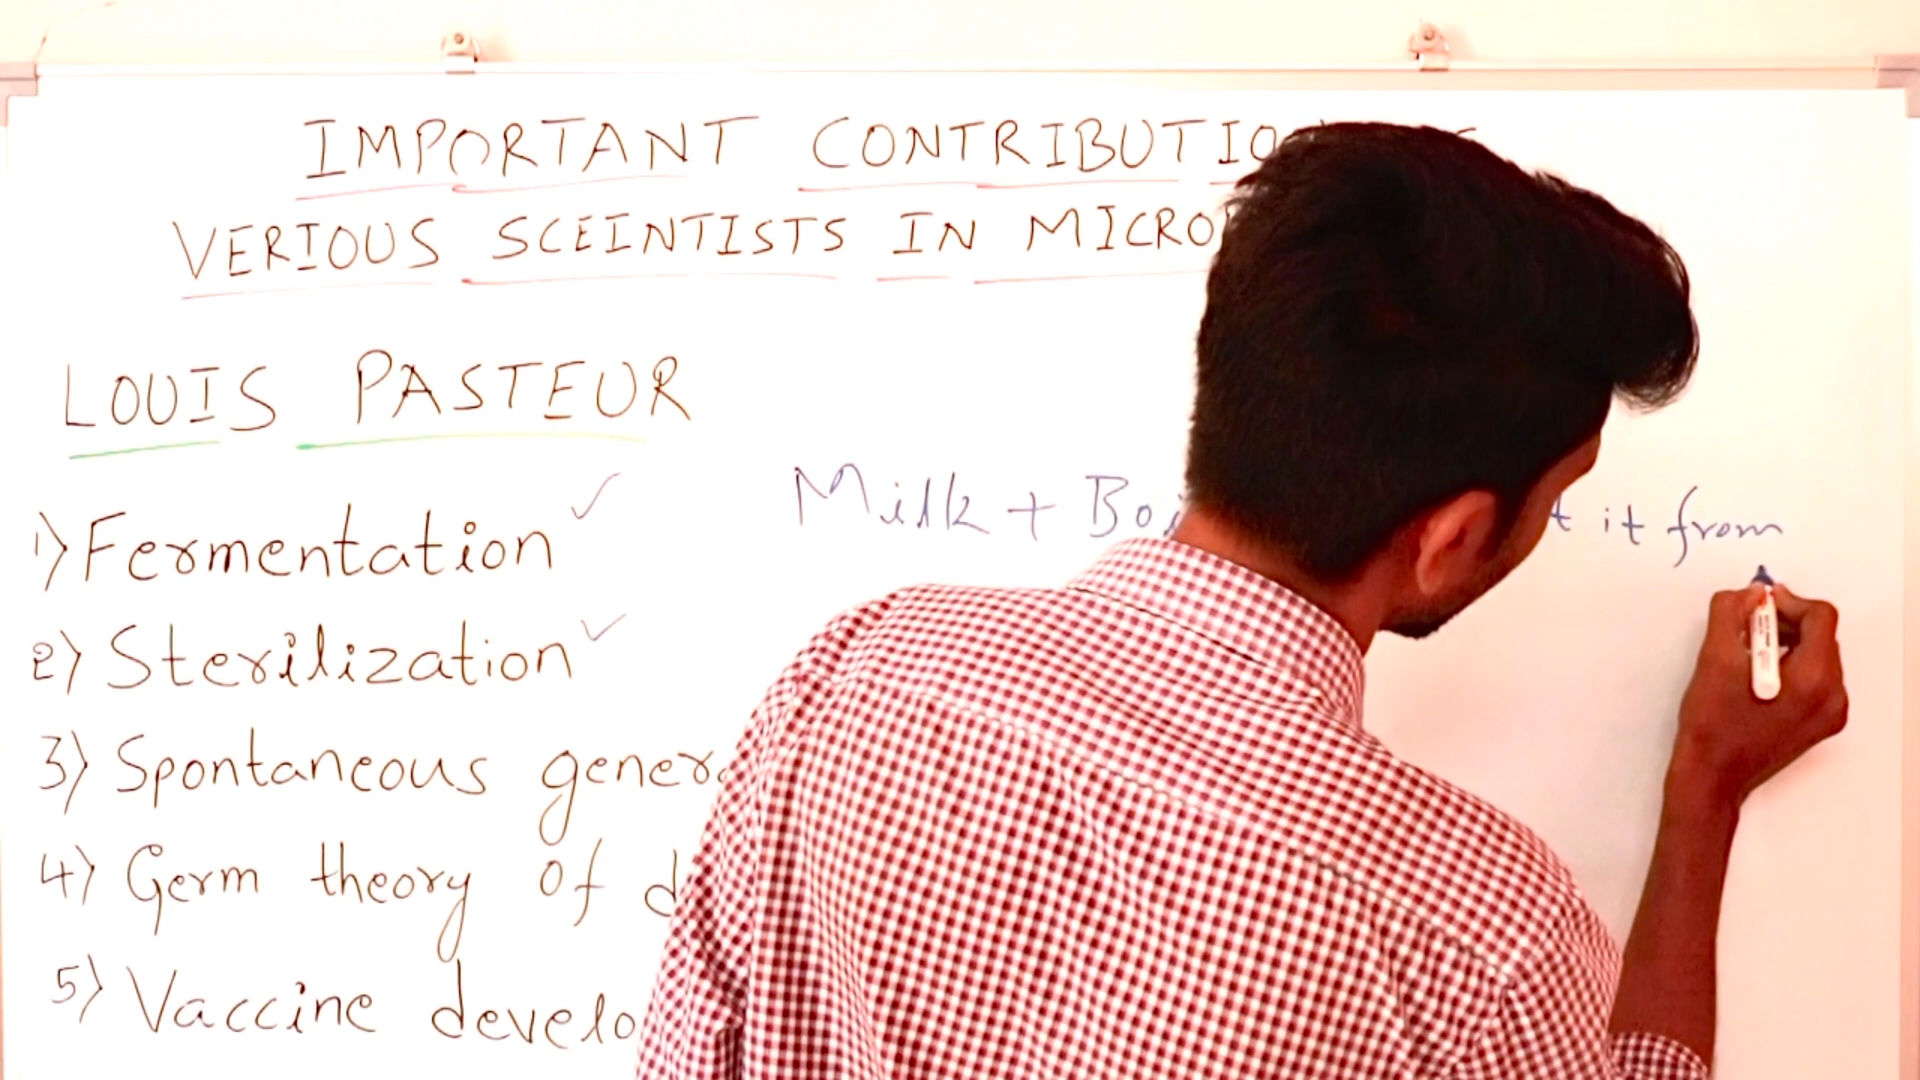 IMPORTANT CONTRIBUTIO
VERIOUS SCEINTISTS IN MICRO
LOUIS PASTEUR
1) Fermentation ✓
2) Sterilization ✓
3) Spontaneous gener
4) Germ theory of d
5) Vaccine develo
Milk + Boi t it from